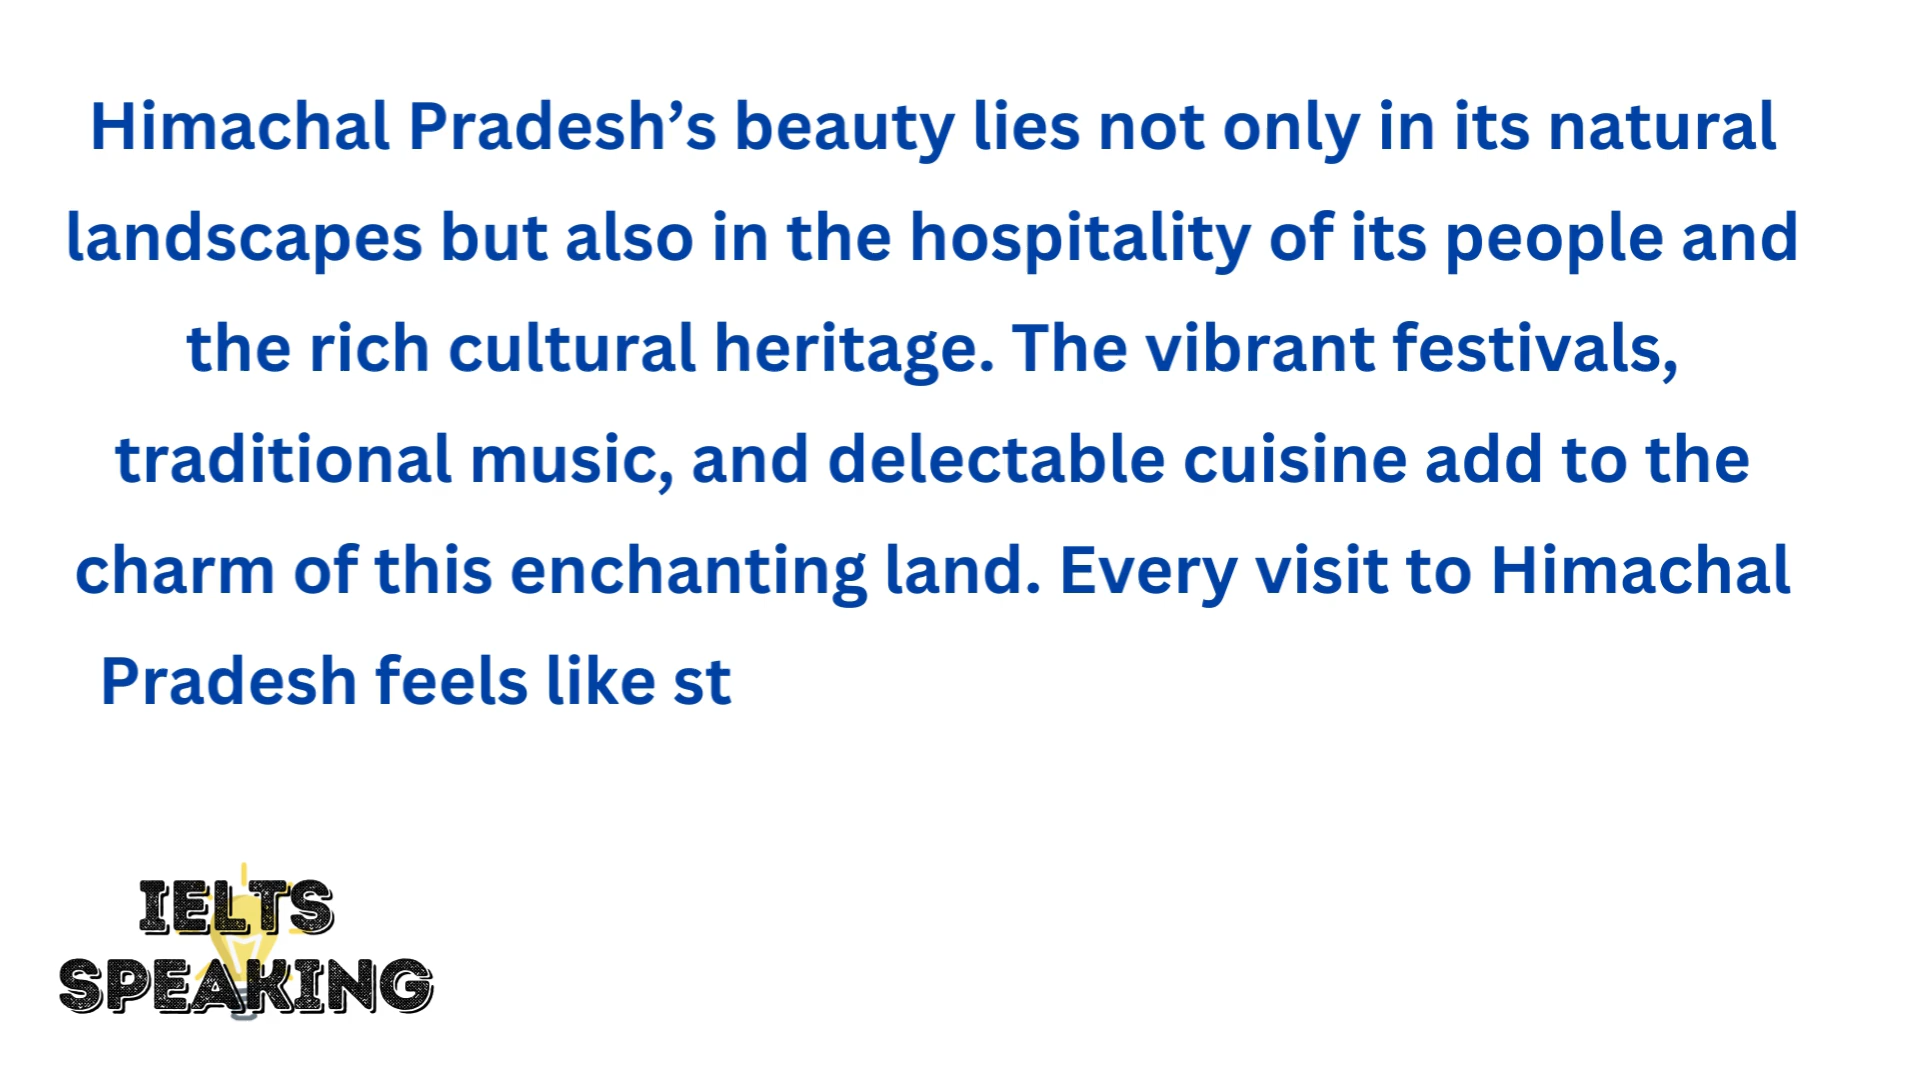 Himachal Pradesh’s beauty lies not only in its natural
landscapes but also in the hospitality of its people and
the rich cultural heritage. The vibrant festivals,
traditional music, and delectable cuisine add to the
charm of this enchanting land. Every visit to Himachal
Pradesh feels like st
IELTS
SPEAKING